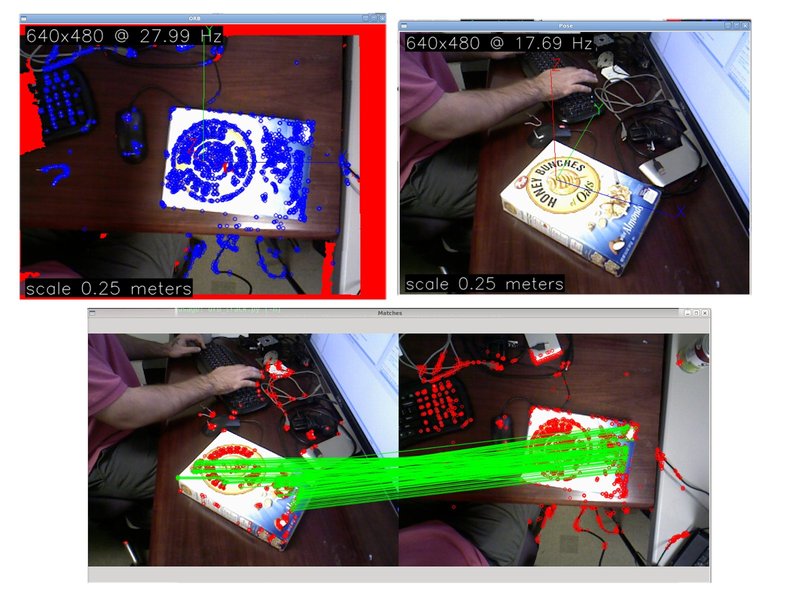 ORB
640x480 @ 27.99 Hz
scale 0.25 meters
Pose
640x480 @ 17.69 Hz
HONEY BUNCHES
of Oats
with Almonds
scale 0.25 meters
Matches